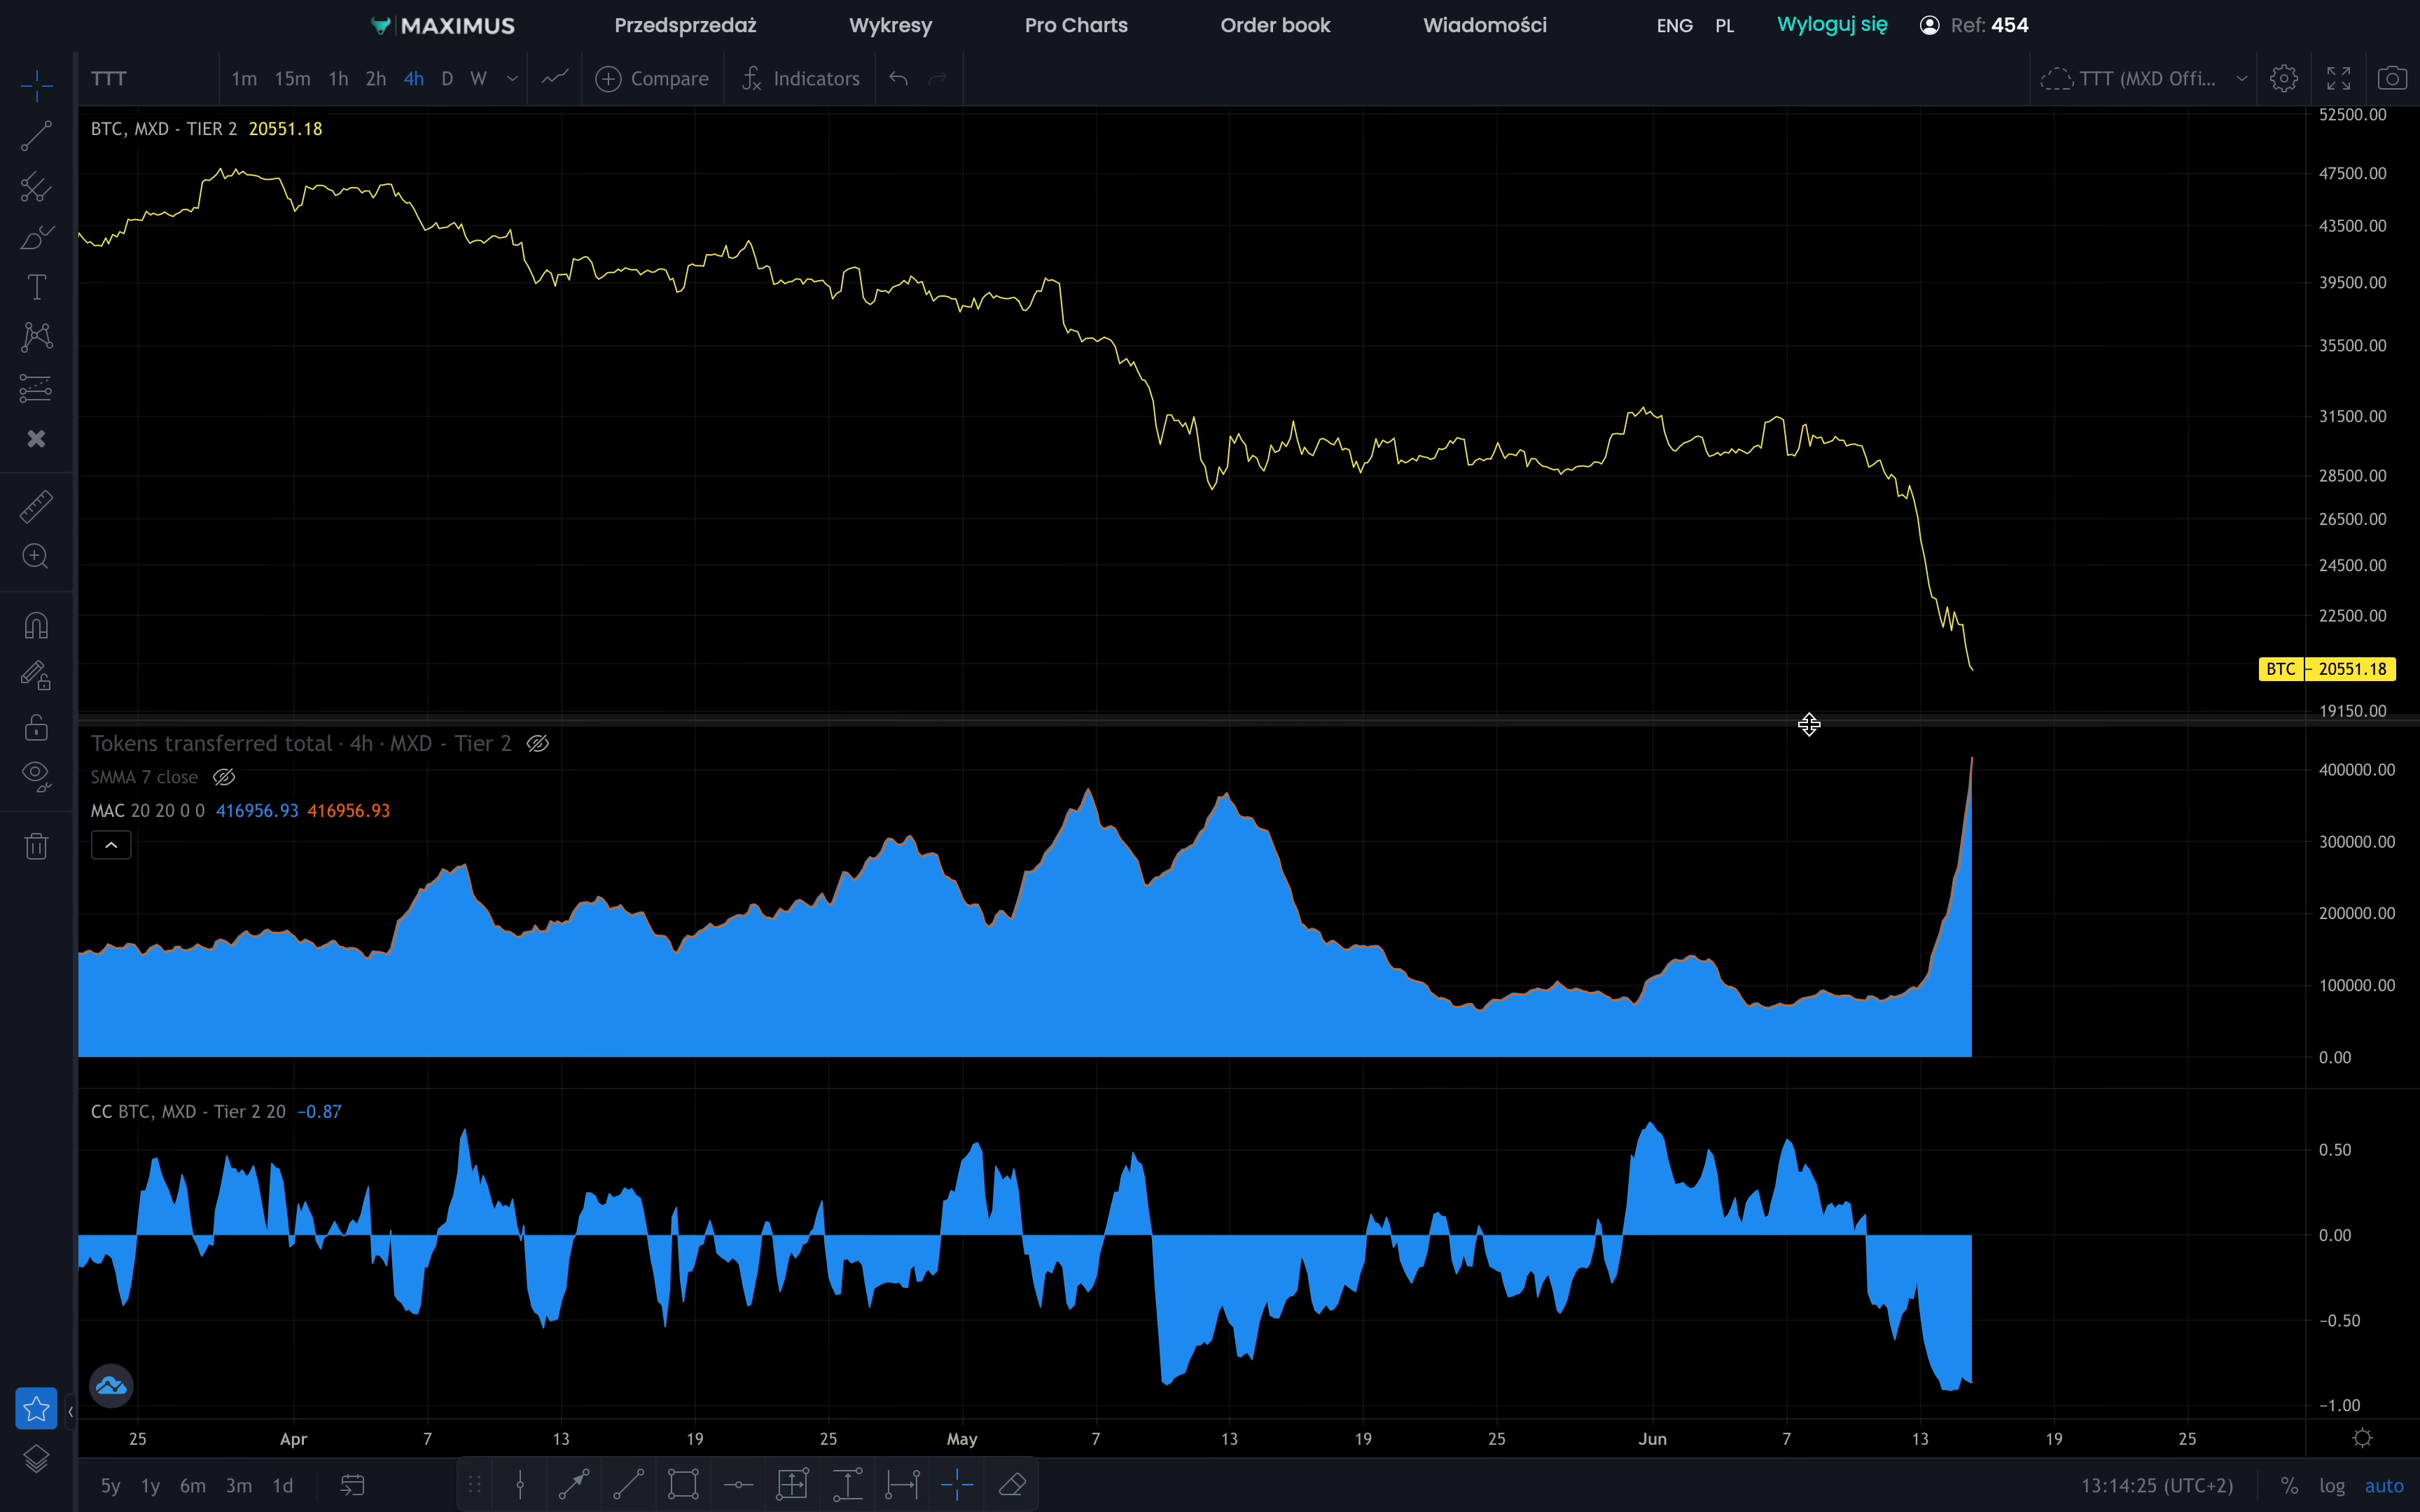 MAXIMUS Przedsprzedaż Wykresy Pro Charts Order book Wiadomości ENG PL Wyloguj się Ref: 454
TTT 1m 15m 1h 2h 4h D W Compare Indicators TTT (MXD Offi...
BTC, MXD - TIER 2 20551.18
52500.00
47500.00
43500.00
39500.00
35500.00
31500.00
28500.00
26500.00
24500.00
22500.00
BTC 20551.18
19150.00
Tokens transferred total · 4h · MXD - Tier 2
SMMA 7 close
MAC 20 20 0 0 416956.93 416956.93
400000.00
300000.00
200000.00
100000.00
0.00
CC BTC, MXD - Tier 2 20 −0.87
0.50
0.00
−0.50
−1.00
25 Apr 7 13 19 25 May 7 13 19 25 Jun 7 13 19 25
5y 1y 6m 3m 1d 13:14:25 (UTC+2) % log auto